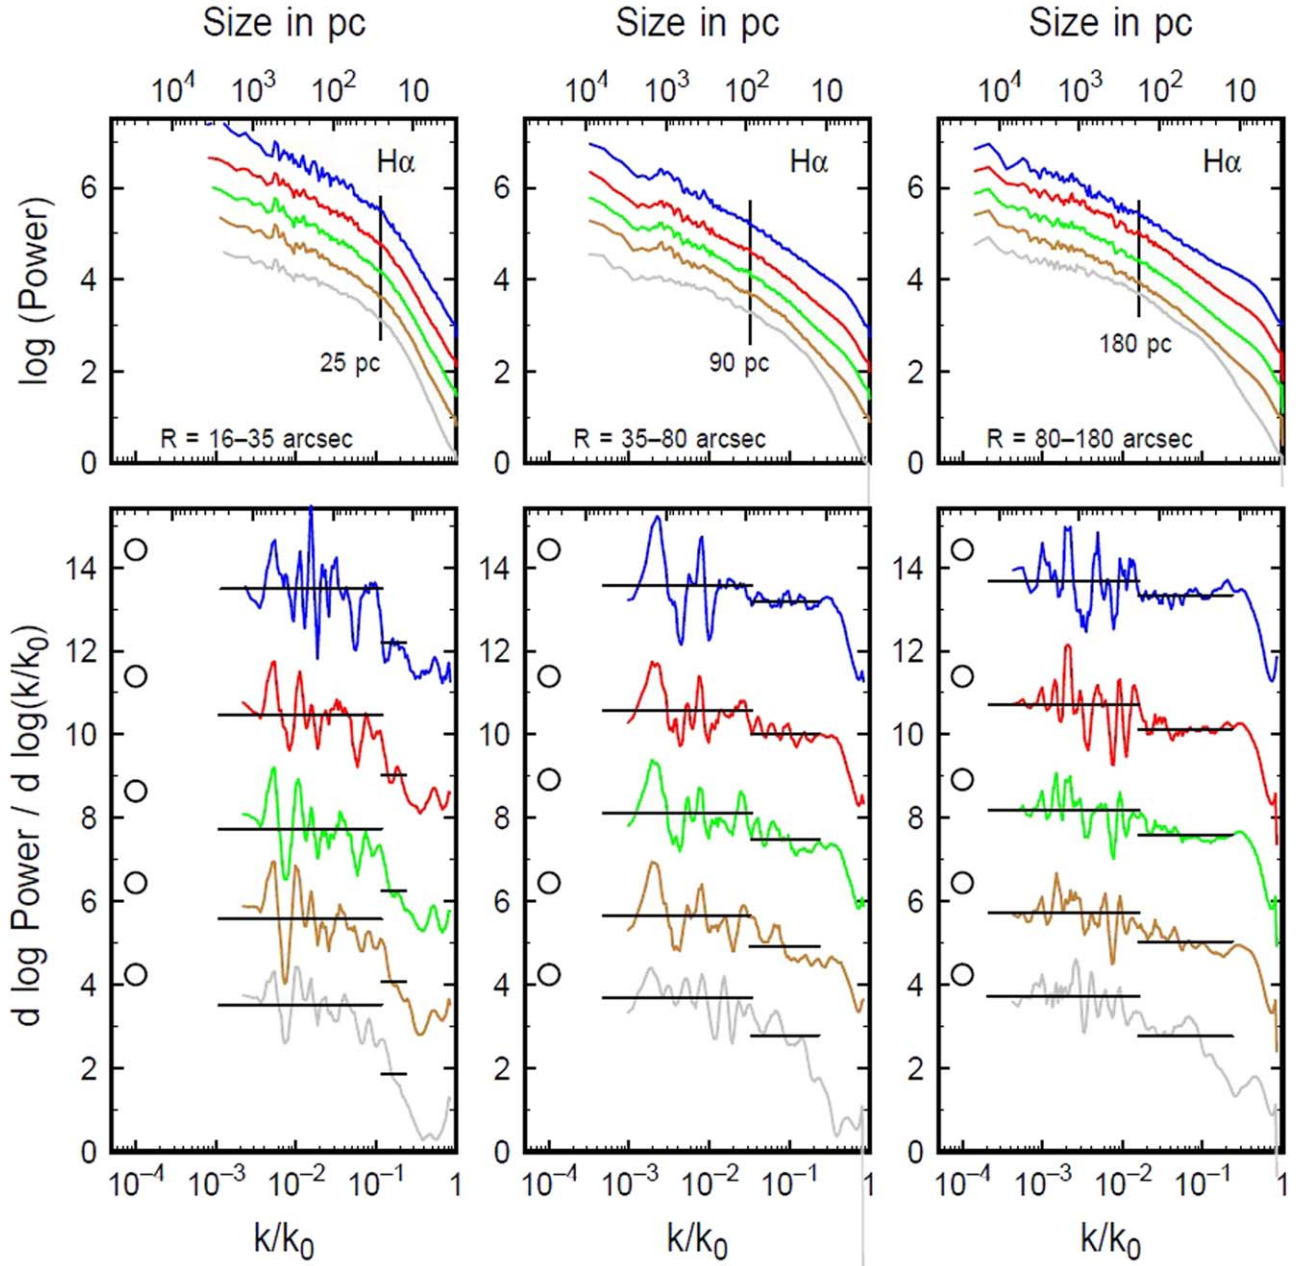 Size in pc Size in pc Size in pc
10⁴ 10³ 10² 10 10⁴ 10³ 10² 10 10⁴ 10³ 10² 10
Hα Hα Hα
6 6 6
log (Power)
4 4 4
25 pc 90 pc 180 pc
2 2 2
R = 16–35 arcsec R = 35–80 arcsec R = 80–180 arcsec
0 0 0
14 14 14
12 12 12
10 10 10
d log Power / d log(k/k₀)
8 8 8
6 6 6
4 4 4
2 2 2
0 0 0
10⁻⁴ 10⁻³ 10⁻² 10⁻¹ 1 10⁻⁴ 10⁻³ 10⁻² 10⁻¹ 1 10⁻⁴ 10⁻³ 10⁻² 10⁻¹ 1
k/k₀ k/k₀ k/k₀